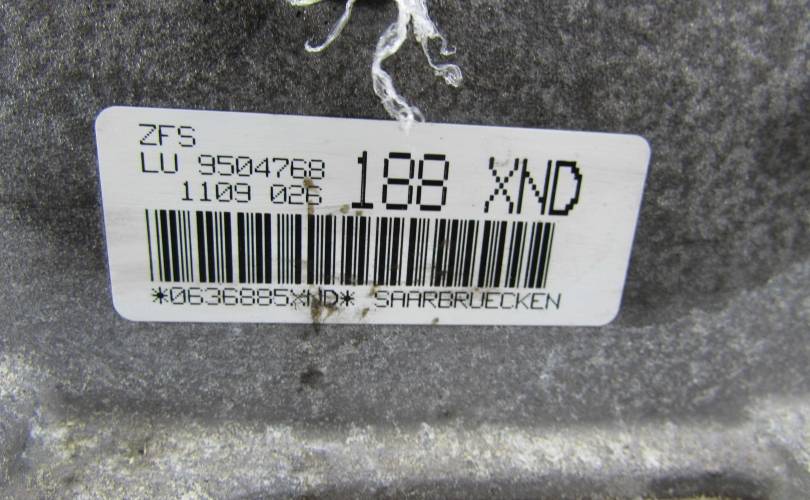 ZFS
LU 9504768
1109 026
188 XND
*0636885XND* SAARBRUECKEN